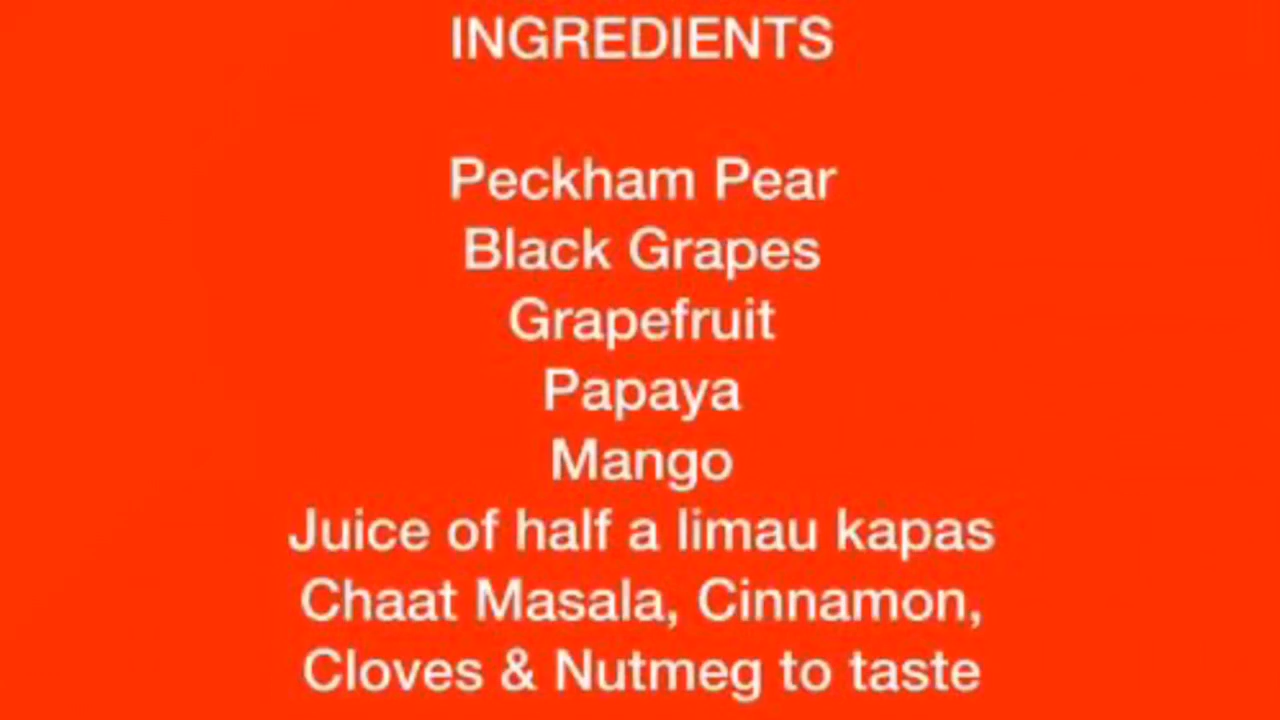 INGREDIENTS
Peckham Pear
Black Grapes
Grapefruit
Papaya
Mango
Juice of half a limau kapas
Chaat Masala, Cinnamon,
Cloves & Nutmeg to taste